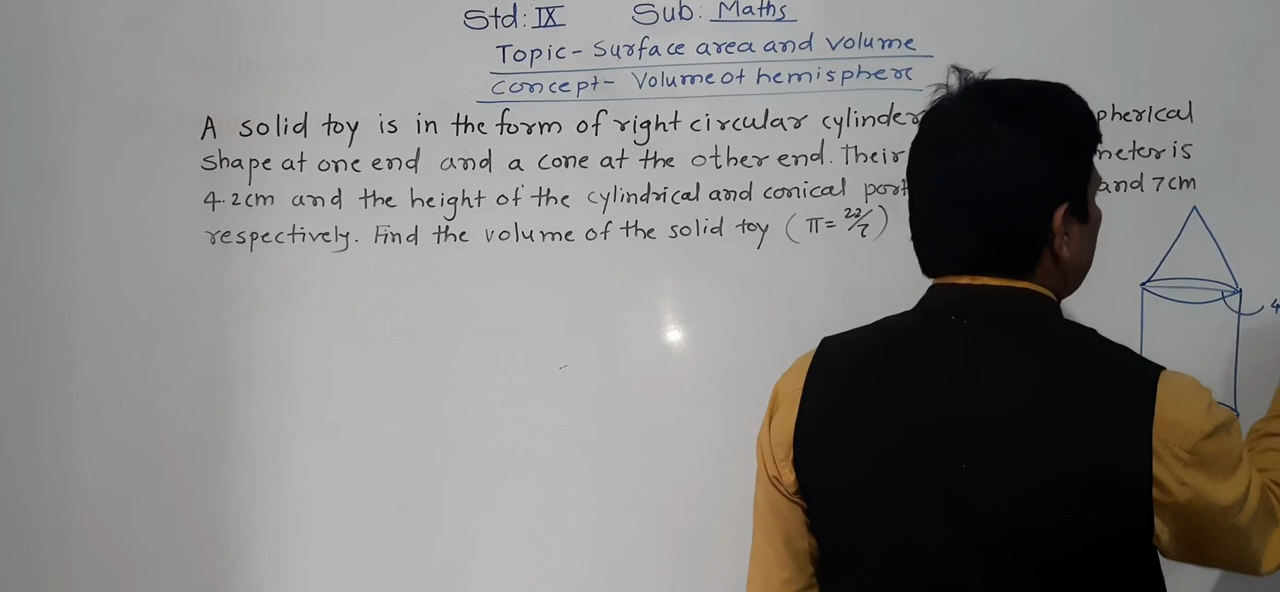 Std: IX Sub: Maths
Topic - Surface area and volume
Concept - Volume of hemisphere
A solid toy is in the form of right circular cylinder pherical
shape at one end and a cone at the other end. Their meter is
4.2cm and the height of the cylindrical and conical port and 7cm
respectively. Find the volume of the solid toy (π= 22/7)
4